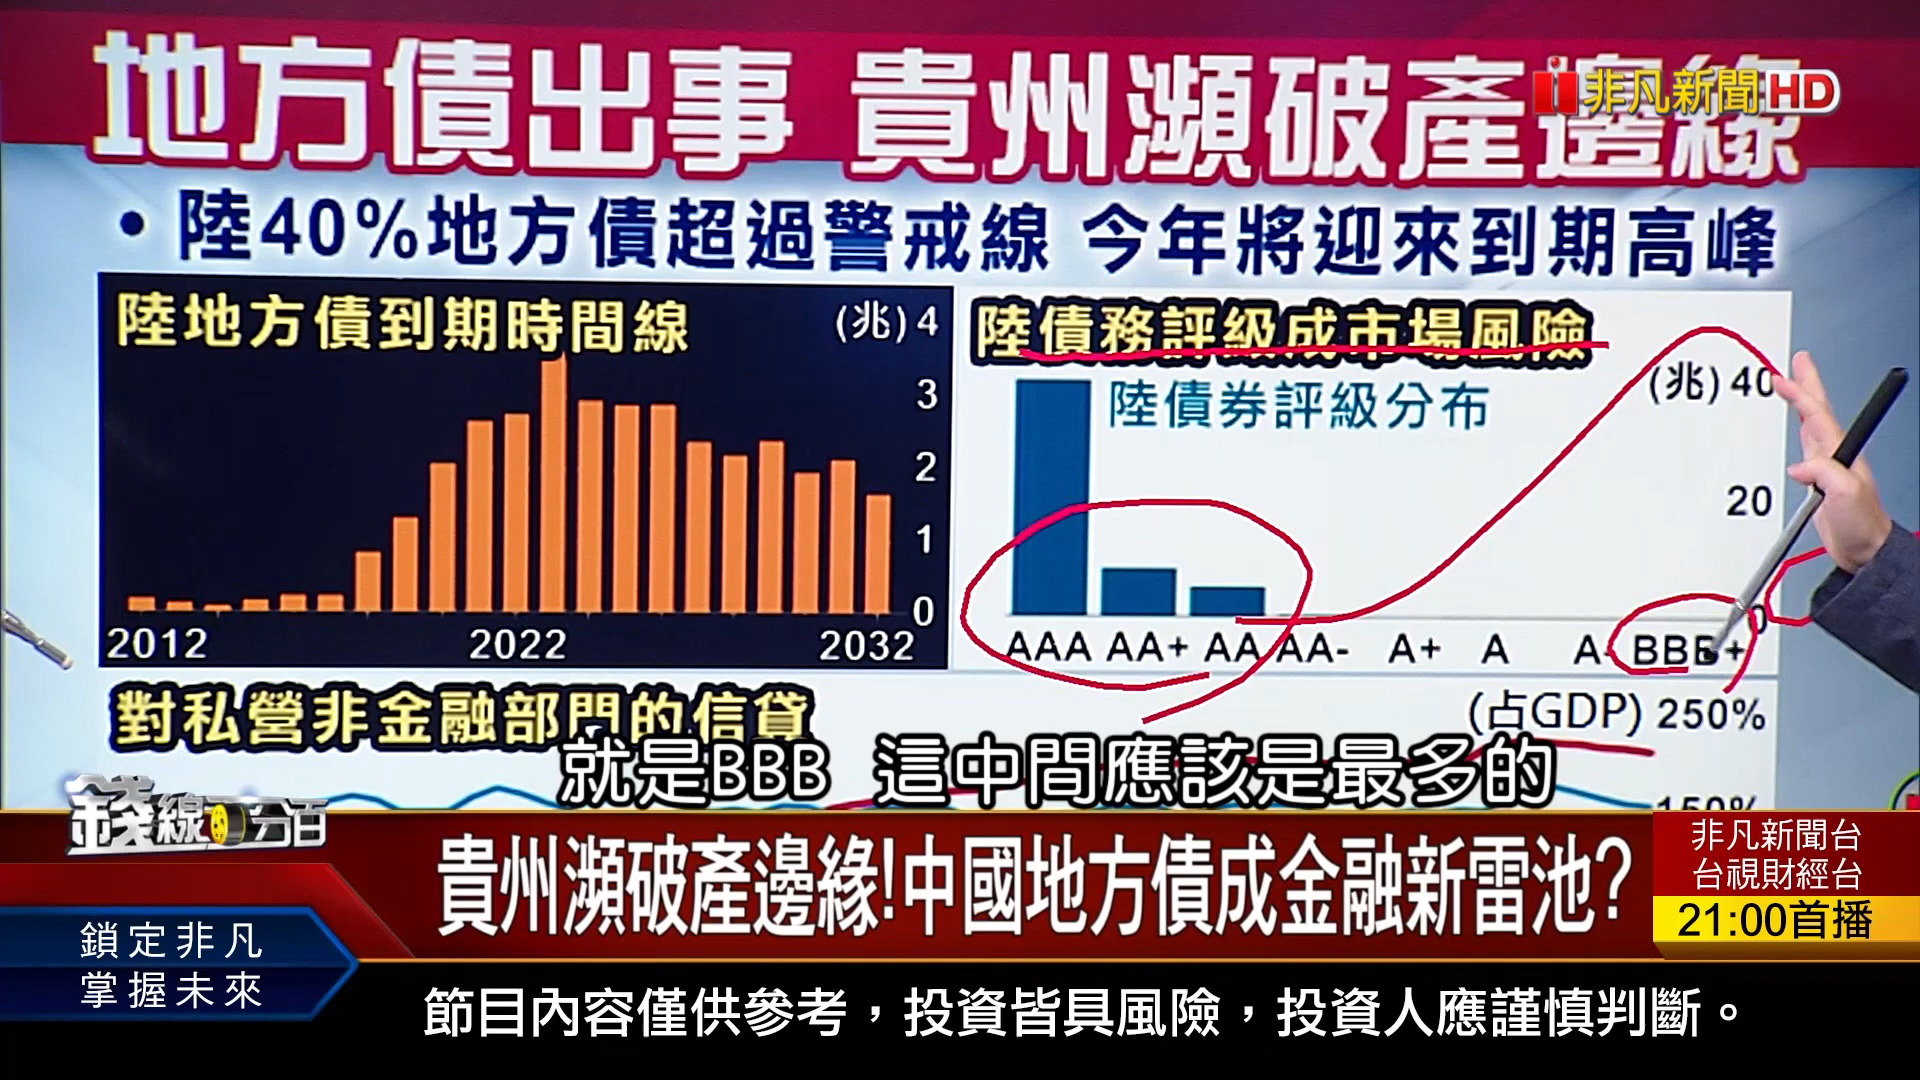 地方債出事 貴州瀕破產邊緣
非凡新聞HD
•陸40%地方債超過警戒線 今年將迎來到期高峰
陸地方債到期時間線
(兆) 4
3
2
1
0
2012 2022 2032
陸債務評級成市場風險
陸債券評級分布
(兆) 40
20
0
AAA AA+ AA AA- A+ A A- BBB+
對私營非金融部門的信貸
(占GDP) 250%
150%
就是BBB 這中間應該是最多的
錢線百分百
貴州瀕破產邊緣!中國地方債成金融新雷池?
非凡新聞台
台視財經台
21:00首播
鎖定非凡
掌握未來
節目內容僅供參考，投資皆具風險，投資人應謹慎判斷。